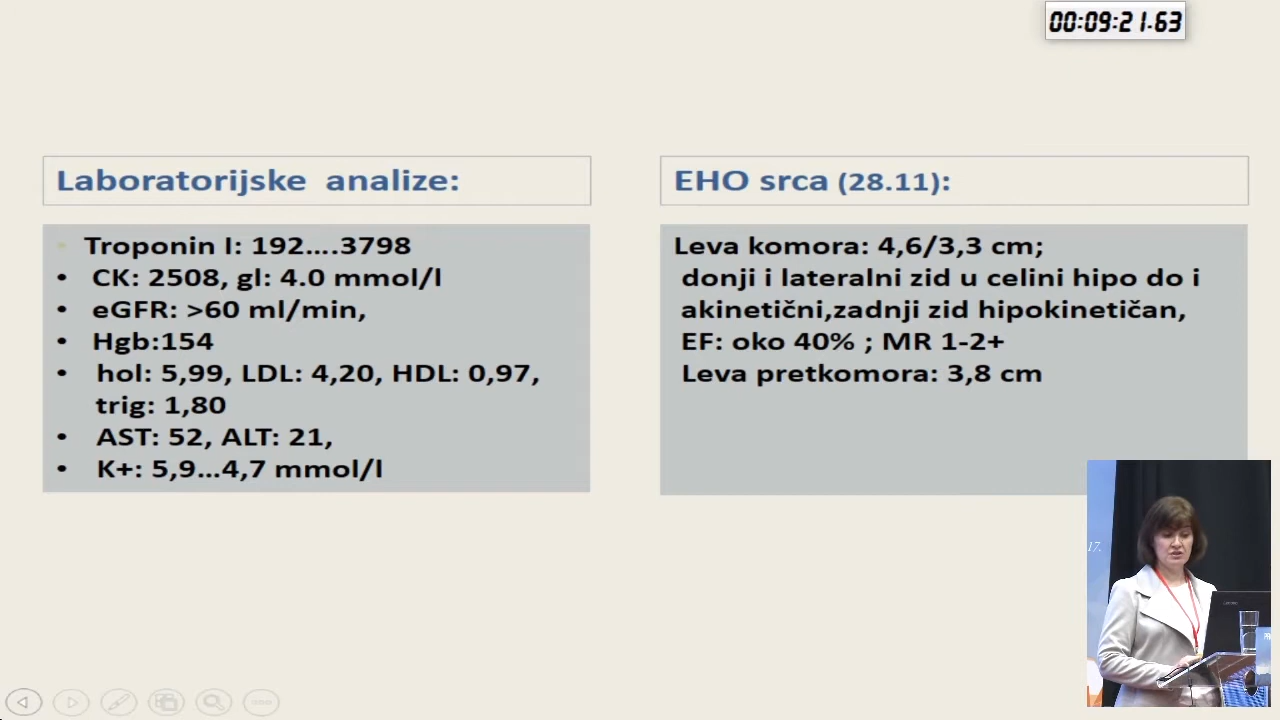 00:09:21.63
Laboratorijske analize:
Troponin I: 192....3798
CK: 2508, gl: 4.0 mmol/l
eGFR: >60 ml/min,
Hgb:154
hol: 5,99, LDL: 4,20, HDL: 0,97,
trig: 1,80
AST: 52, ALT: 21,
K+: 5,9...4,7 mmol/l
EHO srca (28.11):
Leva komora: 4,6/3,3 cm;
donji i lateralni zid u celini hipo do i
akinetični,zadnji zid hipokinetičan,
EF: oko 40% ; MR 1-2+
Leva pretkomora: 3,8 cm
17.